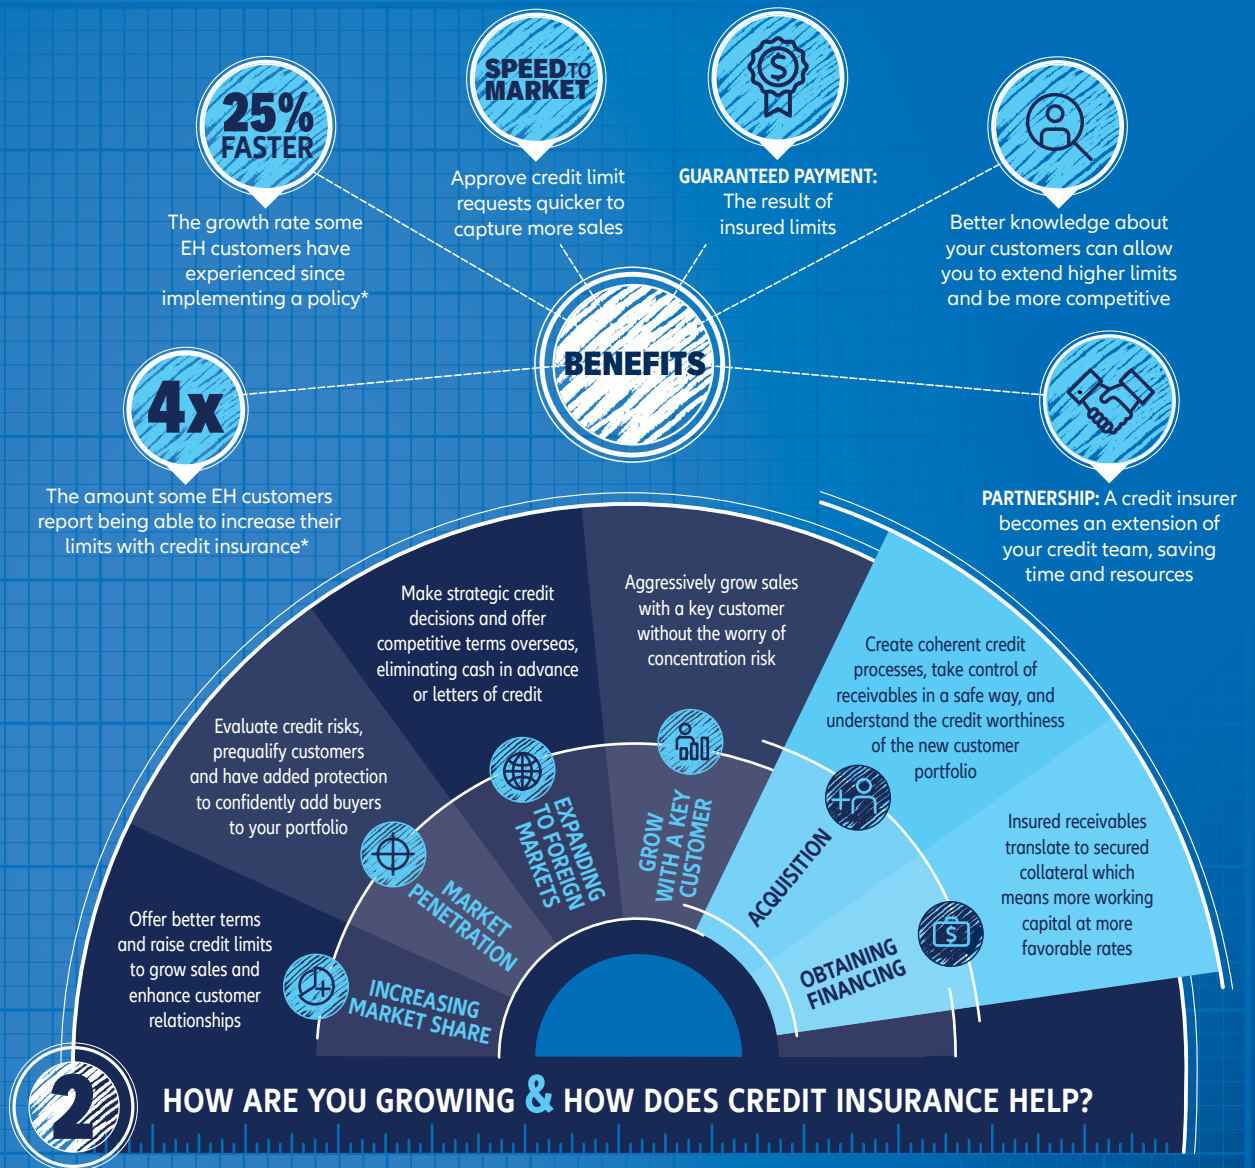 25%
FASTER
The growth rate some
EH customers have
experienced since
implementing a policy*
SPEED TO
MARKET
Approve credit limit
requests quicker to
capture more sales
$
GUARANTEED PAYMENT:
The result of
insured limits
Better knowledge about
your customers can allow
you to extend higher limits
and be more competitive
BENEFITS
4x
The amount some EH customers
report being able to increase their
limits with credit insurance*
PARTNERSHIP: A credit insurer
becomes an extension of
your credit team, saving
time and resources
Offer better terms
and raise credit limits
to grow sales and
enhance customer
relationships
INCREASING
MARKET SHARE
Evaluate credit risks,
prequalify customers
and have added protection
to confidently add buyers
to your portfolio
MARKET
PENETRATION
Make strategic credit
decisions and offer
competitive terms overseas,
eliminating cash in advance
or letters of credit
EXPANDING
TO FOREIGN
MARKETS
Aggressively grow sales
with a key customer
without the worry of
concentration risk
GROW
WITH A KEY
CUSTOMER
Create coherent credit
processes, take control of
receivables in a safe way, and
understand the credit worthiness
of the new customer
portfolio
ACQUISITION
Insured receivables
translate to secured
collateral which
means more working
capital at more
favorable rates
$
OBTAINING
FINANCING
2
HOW ARE YOU GROWING & HOW DOES CREDIT INSURANCE HELP?